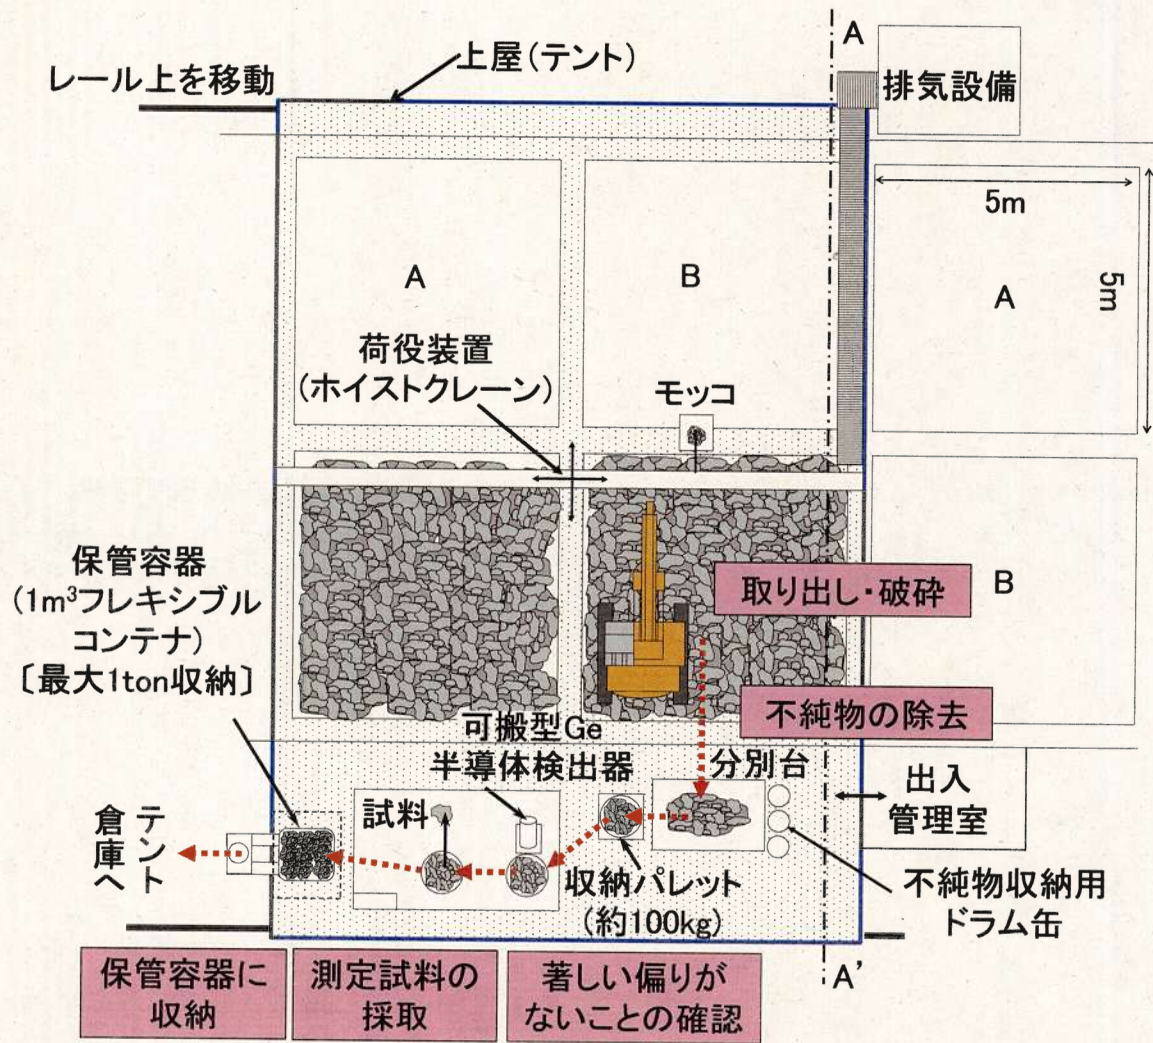 A
上屋(テント)
レール上を移動
排気設備
5m
5m
A
B
A
荷役装置
(ホイストクレーン)
モッコ
保管容器
(1m³フレキシブル
コンテナ)
〔最大1ton収納〕
取り出し・破砕
B
不純物の除去
可搬型Ge
半導体検出器
分別台
出入
管理室
試料
テント
倉庫へ
収納パレット
(約100kg)
不純物収納用
ドラム缶
A'
保管容器に
収納
測定試料の
採取
著しい偏りが
ないことの確認